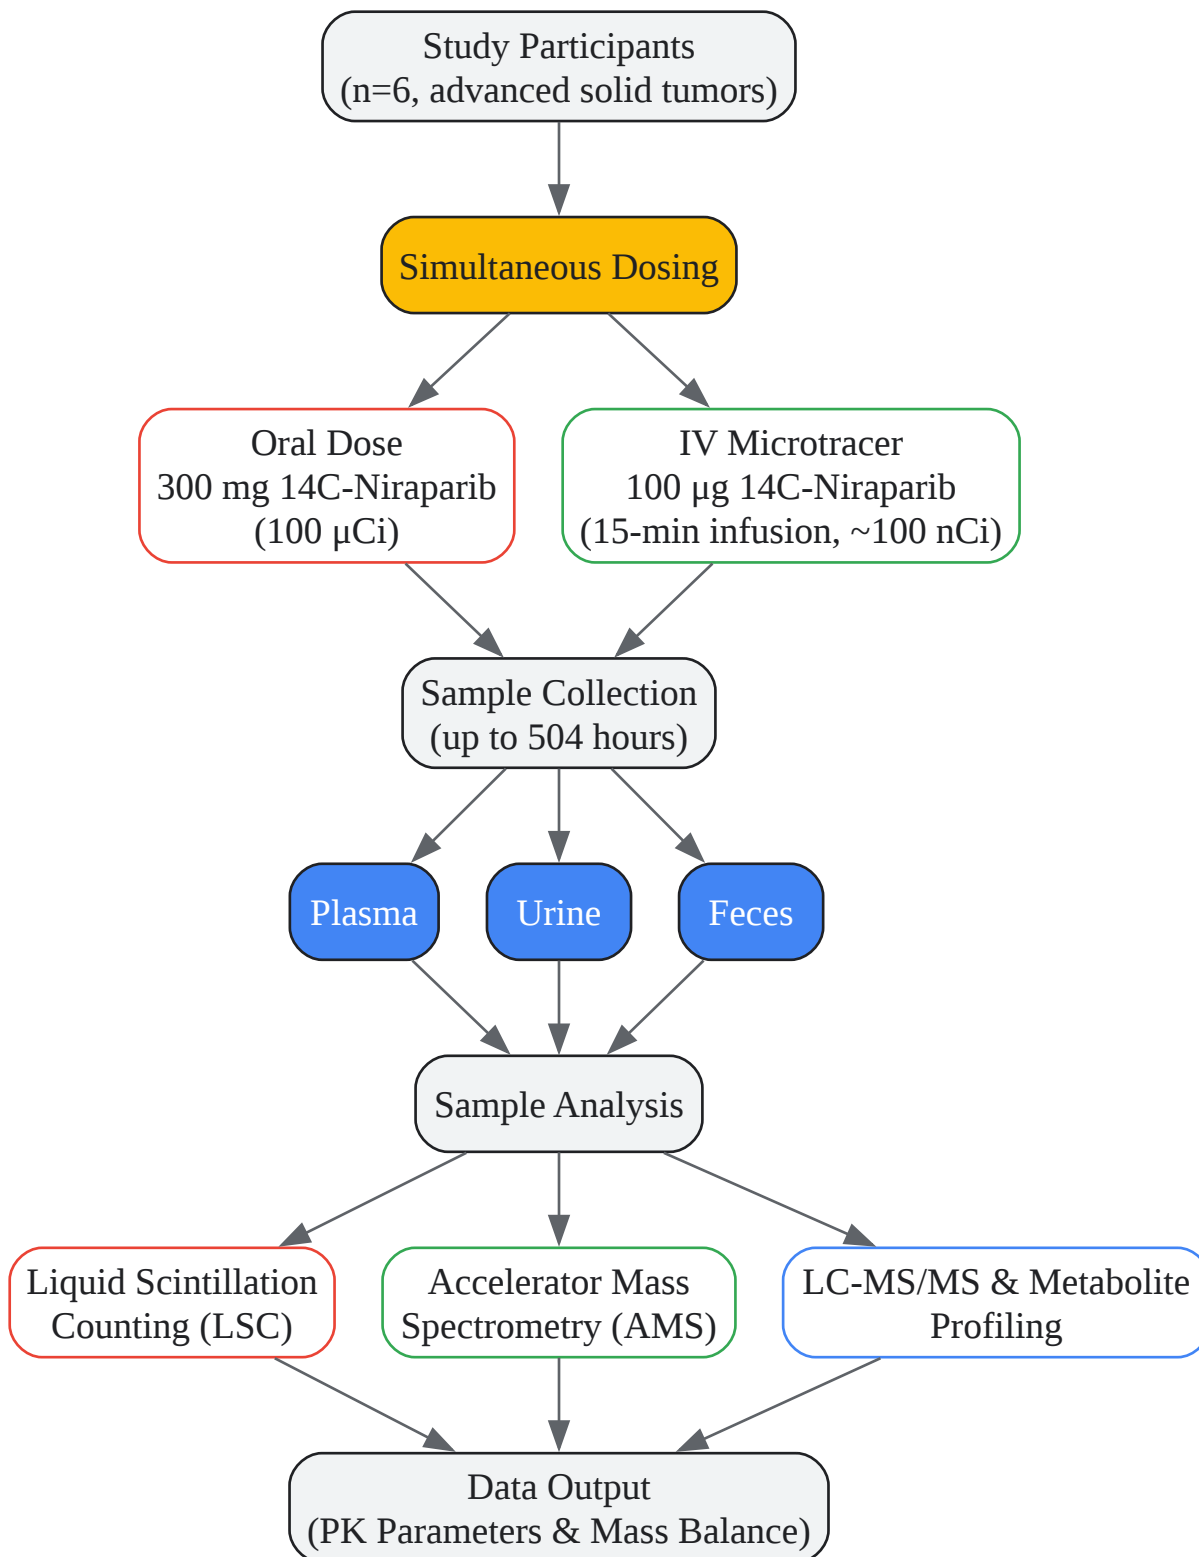 Study Participants
(n=6, advanced solid tumors)
Simultaneous Dosing
Oral Dose
300 mg 14C-Niraparib
(100 μCi)
IV Microtracer
100 μg 14C-Niraparib
(15-min infusion, ~100 nCi)
Sample Collection
(up to 504 hours)
Plasma
Urine
Feces
Sample Analysis
Liquid Scintillation
Counting (LSC)
Accelerator Mass
Spectrometry (AMS)
LC-MS/MS & Metabolite
Profiling
Data Output
(PK Parameters & Mass Balance)